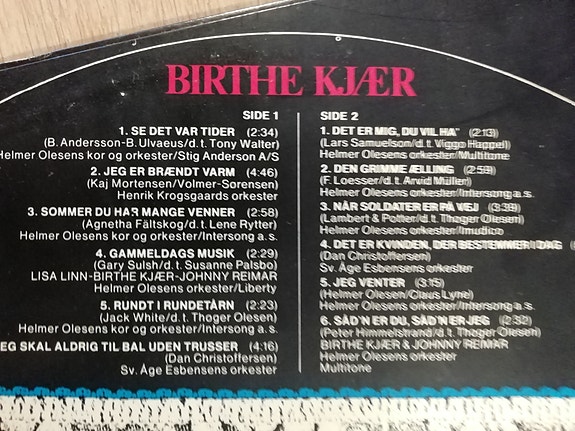 BIRTHE KJÆR
SIDE 1
1. SE DET VAR TIDER (2:34)
(B. Andersson-B. Ulvaeus/d.t. Tony Walter)
Helmer Olesens kor og orkester/Stig Anderson A/S
2. JEG ER BRÆNDT VARM (4:46)
(Kaj Mortensen/Volmer-Sørensen)
Henrik Krogsgaards orkester
3. SOMMER DU HAR MANGE VENNER (2:58)
(Agnetha Fältskog/d.t. Lene Rytter)
Helmer Olesens kor og orkester/Intersong a.s.
4. GAMMELDAGS MUSIK (2:29)
(Gary Sulsh/d.t. Susanne Palsbo)
LISA LINN-BIRTHE KJÆR-JOHNNY REIMAR
Helmer Olesens orkester/Liberty
5. RUNDT I RUNDETÅRN (2:23)
(Jack White/d.t. Thøger Olesen)
Helmer Olesens kor og orkester/Intersong a.s.
EG SKAL ALDRIG TIL BAL UDEN TRUSSER (4:16)
(Dan Christoffersen)
Sv. Åge Esbensens orkester
SIDE 2
1. DET ER MIG, DU VIL HA' (2:13)
(Lars Samuelson/d.t. Viggo Happel)
Helmer Olesens orkester/Multitone
2. DEN GRIMME ÆLLING (2:59)
(F. Loesser/d.t. Arvid Müller)
Helmer Olesens orkester/Intersong a.s.
3. NÅR SOLDATER ER PÅ VEJ (3:39)
(Lambert & Potter/d.t. Thøger Olesen)
Helmer Olesens orkester/Imudico
4. DET ER KVINDEN, DER BESTEMMER I DAG
(Dan Christoffersen)
Sv. Åge Esbensens orkester
5. JEG VENTER (3:15)
(Helmer Olesen/Claus Lyne)
Helmer Olesens orkester/Intersong a.s.
6. SÅD'N ER DU, SÅD'N ER JEG (2:32)
(Peter Himmelstrand/d.t. Thøger Olesen)
BIRTHE KJÆR & JOHNNY REIMAR
Helmer Olesens orkester
Multitone